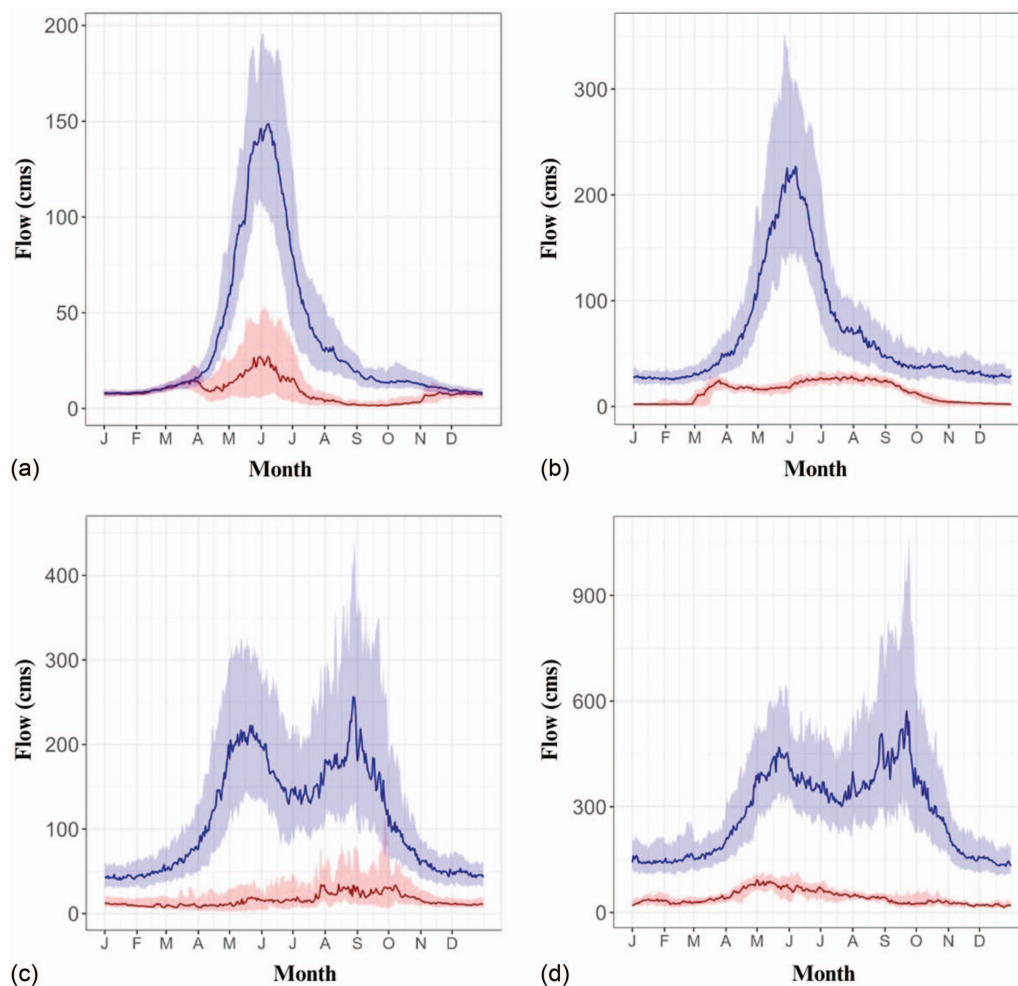 200
150
100
50
0
Flow (cms)
J F M A M J J A S O N D
Month
(a)
300
200
100
0
Flow (cms)
J F M A M J J A S O N D
Month
(b)
400
300
200
100
0
Flow (cms)
J F M A M J J A S O N D
Month
(c)
900
600
300
0
Flow (cms)
J F M A M J J A S O N D
Month
(d)